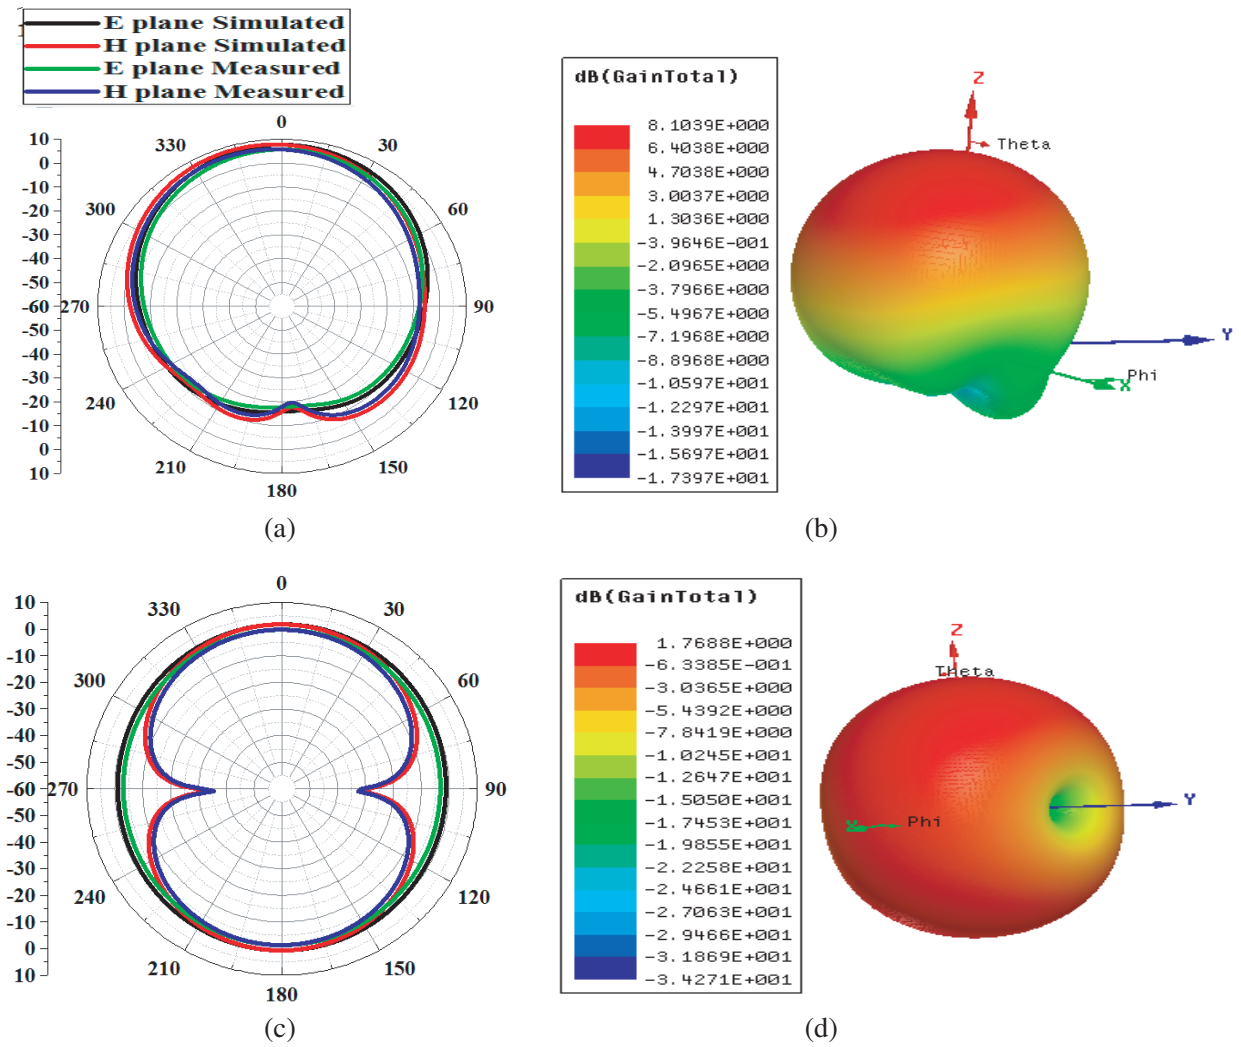 E plane Simulated
H plane Simulated
E plane Measured
H plane Measured
0
30
60
90
120
150
180
210
240
270
300
330
10
0
-10
-20
-30
-40
-50
-60
-50
-40
-30
-20
-10
0
10
(a)
dB(GainTotal)
8.1039E+000
6.4038E+000
4.7038E+000
3.0037E+000
1.3036E+000
-3.9646E-001
-2.0965E+000
-3.7966E+000
-5.4967E+000
-7.1968E+000
-8.8968E+000
-1.0597E+001
-1.2297E+001
-1.3997E+001
-1.5697E+001
-1.7397E+001
Z
Theta
Y
Phi
X
(b)
0
30
60
90
120
150
180
210
240
270
300
330
10
0
-10
-20
-30
-40
-50
-60
-50
-40
-30
-20
-10
0
10
(c)
dB(GainTotal)
1.7688E+000
-6.3385E-001
-3.0365E+000
-5.4392E+000
-7.8419E+000
-1.0245E+001
-1.2647E+001
-1.5050E+001
-1.7453E+001
-1.9855E+001
-2.2258E+001
-2.4661E+001
-2.7063E+001
-2.9466E+001
-3.1869E+001
-3.4271E+001
Z
Theta
Y
X Phi
(d)